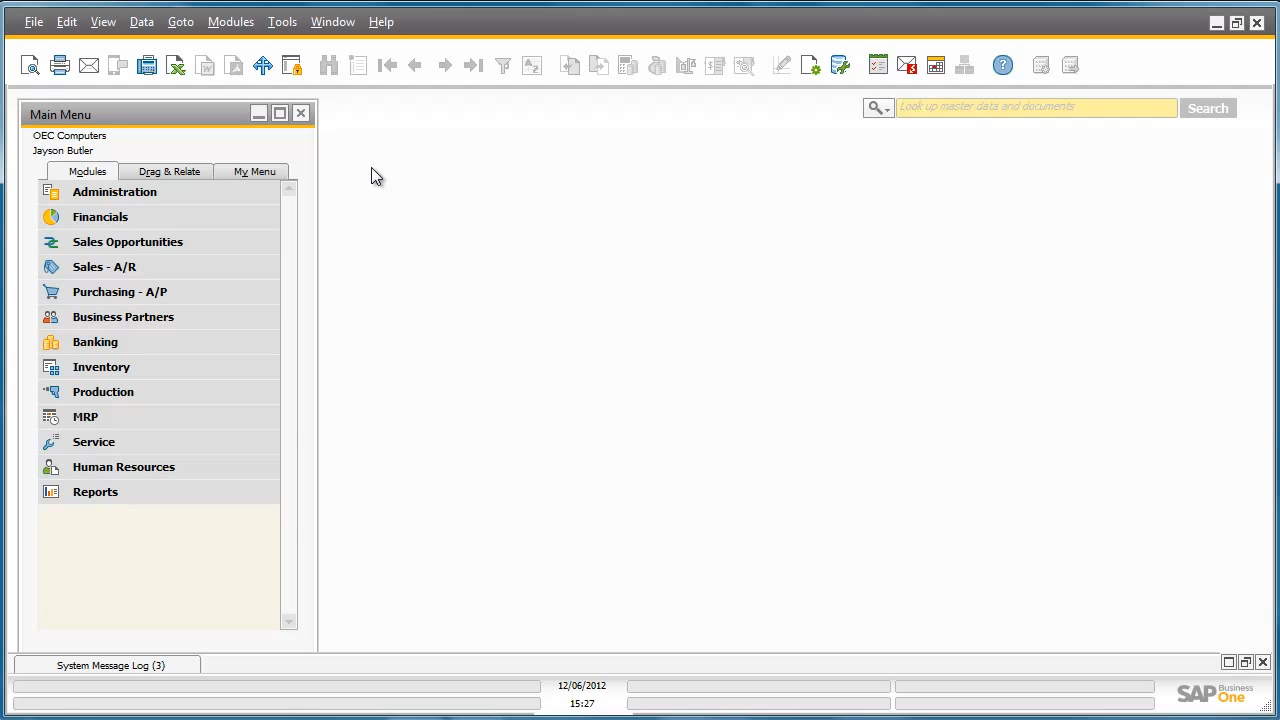 File Edit View Data Goto Modules Tools Window Help
Main Menu
Look up master data and documents
Search
OEC Computers
Jayson Butler
Modules
Drag & Relate
My Menu
Administration
Financials
Sales Opportunities
Sales - A/R
Purchasing - A/P
Business Partners
Banking
Inventory
Production
MRP
Service
Human Resources
Reports
System Message Log (3)
12/06/2012
15:27
SAP Business One